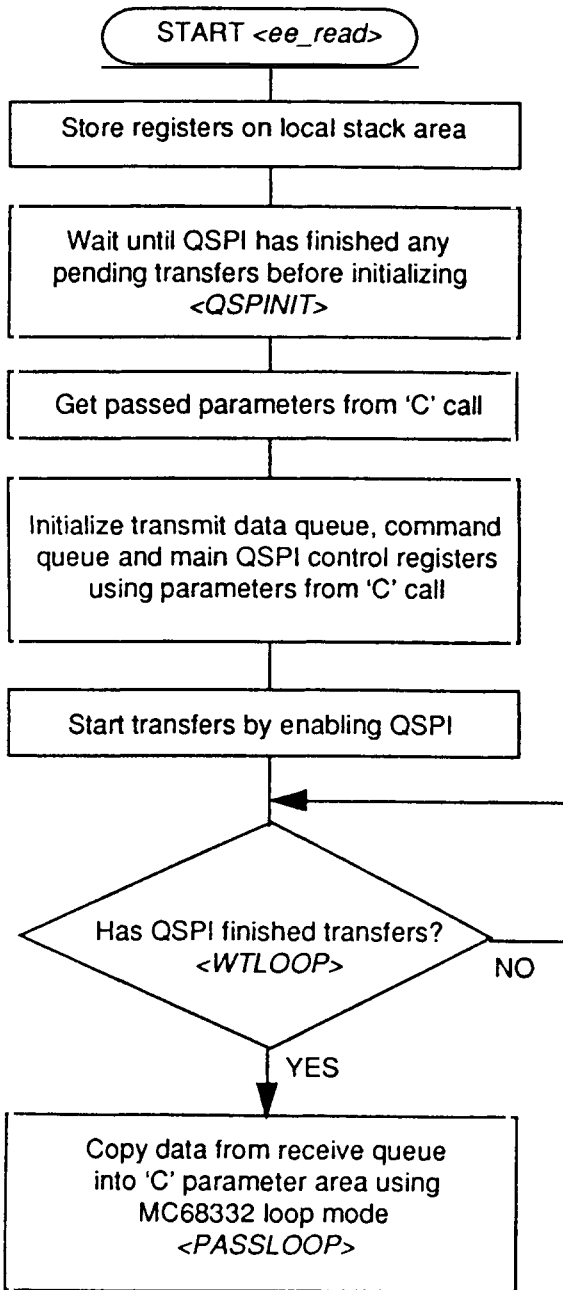 START <ee_read>
Store registers on local stack area
Wait until QSPI has finished any
pending transfers before initializing
<QSPINIT>
Get passed parameters from ‘C’ call
Initialize transmit data queue, command
queue and main QSPI control registers
using parameters from ‘C’ call
Start transfers by enabling QSPI
Has QSPI finished transfers?
<WTLOOP>
NO
YES
Copy data from receive queue
into ‘C’ parameter area using
MC68332 loop mode
<PASSLOOP>